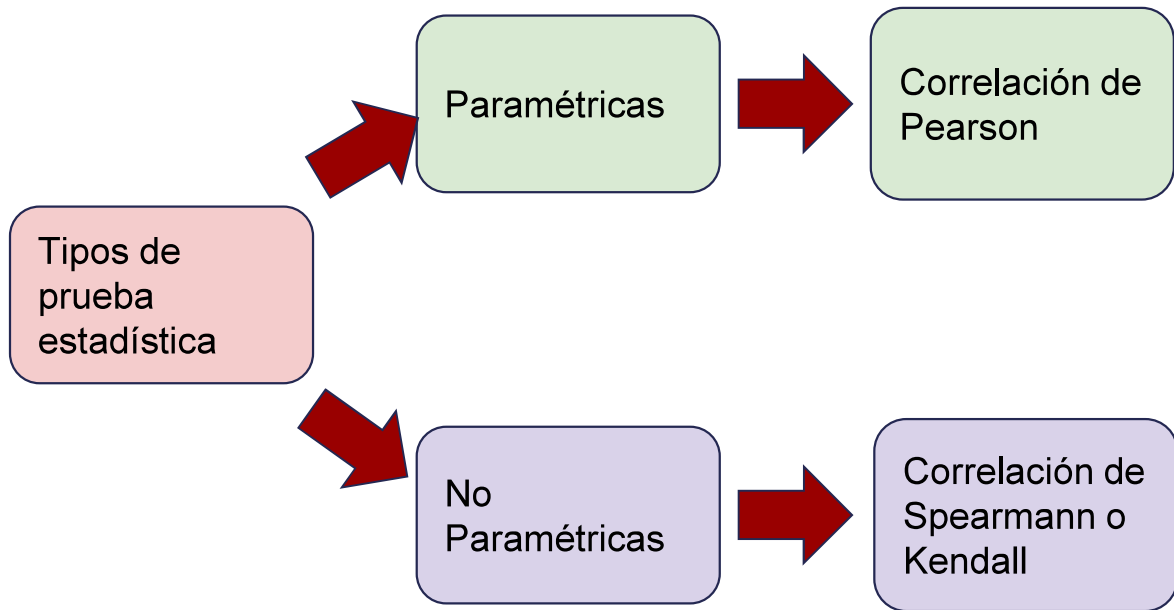 Paramétricas
Correlación de
Pearson
Tipos de
prueba
estadística
No
Paramétricas
Correlación de
Spearmann o
Kendall